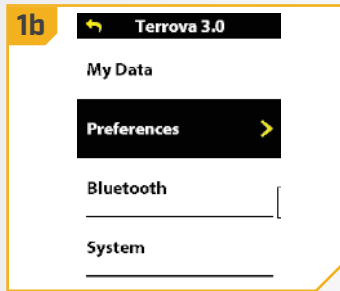 1b
Terrova 3.0
My Data
Preferences
Bluetooth
System